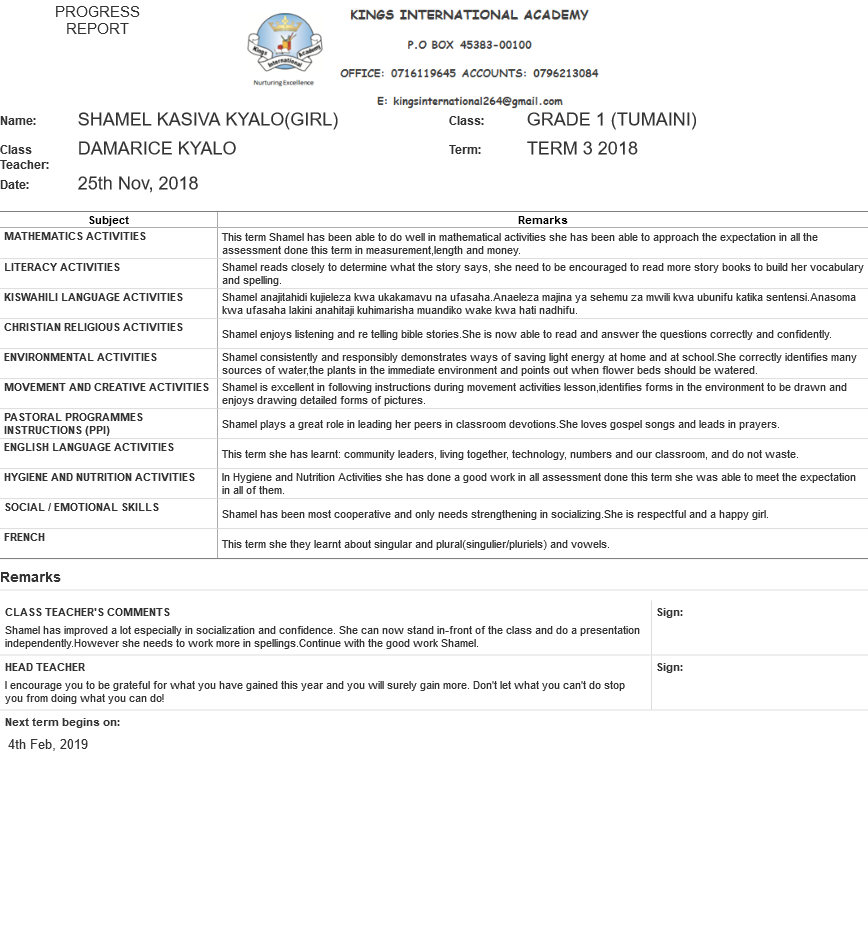 PROGRESS
REPORT
KINGS INTERNATIONAL ACADEMY
P.O BOX 45383-00100
OFFICE: 0716119645 ACCOUNTS: 0796213084
E: kingsinternational264@gmail.com
Kings International Academy
Nurturing Excellence
Name: SHAMEL KASIVA KYALO(GIRL) Class: GRADE 1 (TUMAINI)
Class Teacher: DAMARICE KYALO Term: TERM 3 2018
Date: 25th Nov, 2018
Subject Remarks
MATHEMATICS ACTIVITIES
This term Shamel has been able to do well in mathematical activities she has been able to approach the expectation in all the
assessment done this term in measurement,length and money.
LITERACY ACTIVITIES
Shamel reads closely to determine what the story says, she need to be encouraged to read more story books to build her vocabulary
and spelling.
KISWAHILI LANGUAGE ACTIVITIES
Shamel anajitahidi kujieleza kwa ukakamavu na ufasaha.Anaeleza majina ya sehemu za mwili kwa ubunifu katika sentensi.Anasoma
kwa ufasaha lakini anahitaji kuhimarisha muandiko wake kwa hati nadhifu.
CHRISTIAN RELIGIOUS ACTIVITIES
Shamel enjoys listening and re telling bible stories.She is now able to read and answer the questions correctly and confidently.
ENVIRONMENTAL ACTIVITIES
Shamel consistently and responsibly demonstrates ways of saving light energy at home and at school.She correctly identifies many
sources of water,the plants in the immediate environment and points out when flower beds should be watered.
MOVEMENT AND CREATIVE ACTIVITIES
Shamel is excellent in following instructions during movement activities lesson,identifies forms in the environment to be drawn and
enjoys drawing detailed forms of pictures.
PASTORAL PROGRAMMES
INSTRUCTIONS (PPI)
Shamel plays a great role in leading her peers in classroom devotions.She loves gospel songs and leads in prayers.
ENGLISH LANGUAGE ACTIVITIES
This term she has learnt: community leaders, living together, technology, numbers and our classroom, and do not waste.
HYGIENE AND NUTRITION ACTIVITIES
In Hygiene and Nutrition Activities she has done a good work in all assessment done this term she was able to meet the expectation
in all of them.
SOCIAL / EMOTIONAL SKILLS
Shamel has been most cooperative and only needs strengthening in socializing.She is respectful and a happy girl.
FRENCH
This term she they learnt about singular and plural(singulier/pluriels) and vowels.
Remarks
CLASS TEACHER'S COMMENTS
Shamel has improved a lot especially in socialization and confidence. She can now stand in-front of the class and do a presentation
independently.However she needs to work more in spellings.Continue with the good work Shamel.
Sign:
HEAD TEACHER
I encourage you to be grateful for what you have gained this year and you will surely gain more. Don't let what you can't do stop
you from doing what you can do!
Sign:
Next term begins on:
4th Feb, 2019